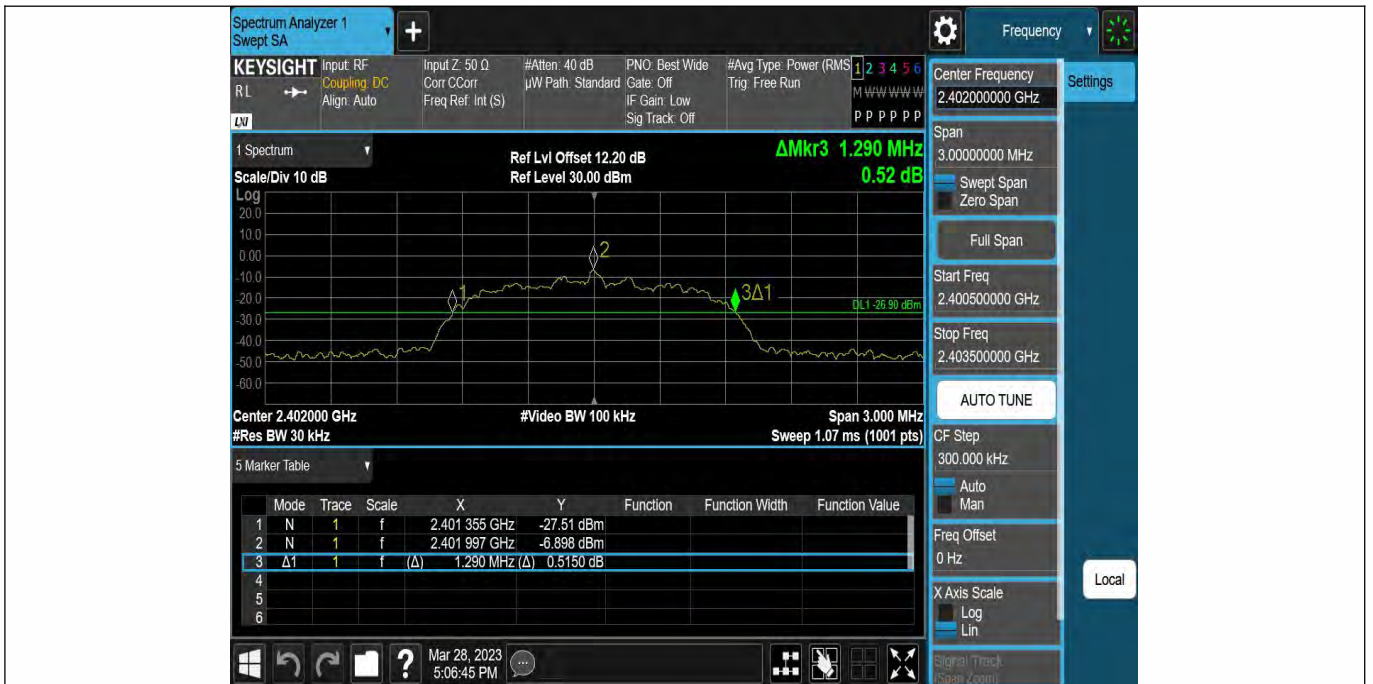 Spectrum Analyzer 1
Swept SA
+
Frequency
KEYSIGHT
RL
LXI
Input: RF
Coupling: DC
Align: Auto
Input Z: 50 Ω
Corr CCorr
Freq Ref: Int (S)
#Atten: 40 dB
µW Path: Standard
PNO: Best Wide
Gate: Off
IF Gain: Low
Sig Track: Off
#Avg Type: Power (RMS
Trig: Free Run
1 2 3 4 5 6
M W W W W W
P P P P P P
1 Spectrum
Scale/Div 10 dB
Ref Lvl Offset 12.20 dB
Ref Level 30.00 dBm
ΔMkr3 1.290 MHz
0.52 dB
Log
20.0
10.0
0.00
-10.0
-20.0
-30.0
-40.0
-50.0
-60.0
1
2
3Δ1
DL1 -26.90 dBm
Center 2.402000 GHz
#Video BW 100 kHz
Span 3.000 MHz
#Res BW 30 kHz
Sweep 1.07 ms (1001 pts)
5 Marker Table
Mode Trace Scale X Y Function Function Width Function Value
1 N 1 f 2.401 355 GHz -27.51 dBm
2 N 1 f 2.401 997 GHz -6.898 dBm
3 Δ1 1 f (Δ) 1.290 MHz (Δ) 0.5150 dB
4
5
6
?
Mar 28, 2023
5:06:45 PM
Center Frequency
2.402000000 GHz
Settings
Span
3.00000000 MHz
Swept Span
Zero Span
Full Span
Start Freq
2.400500000 GHz
Stop Freq
2.403500000 GHz
AUTO TUNE
CF Step
300.000 kHz
Auto
Man
Freq Offset
0 Hz
Local
X Axis Scale
Log
Lin
Signal Track
(Span Zoom)